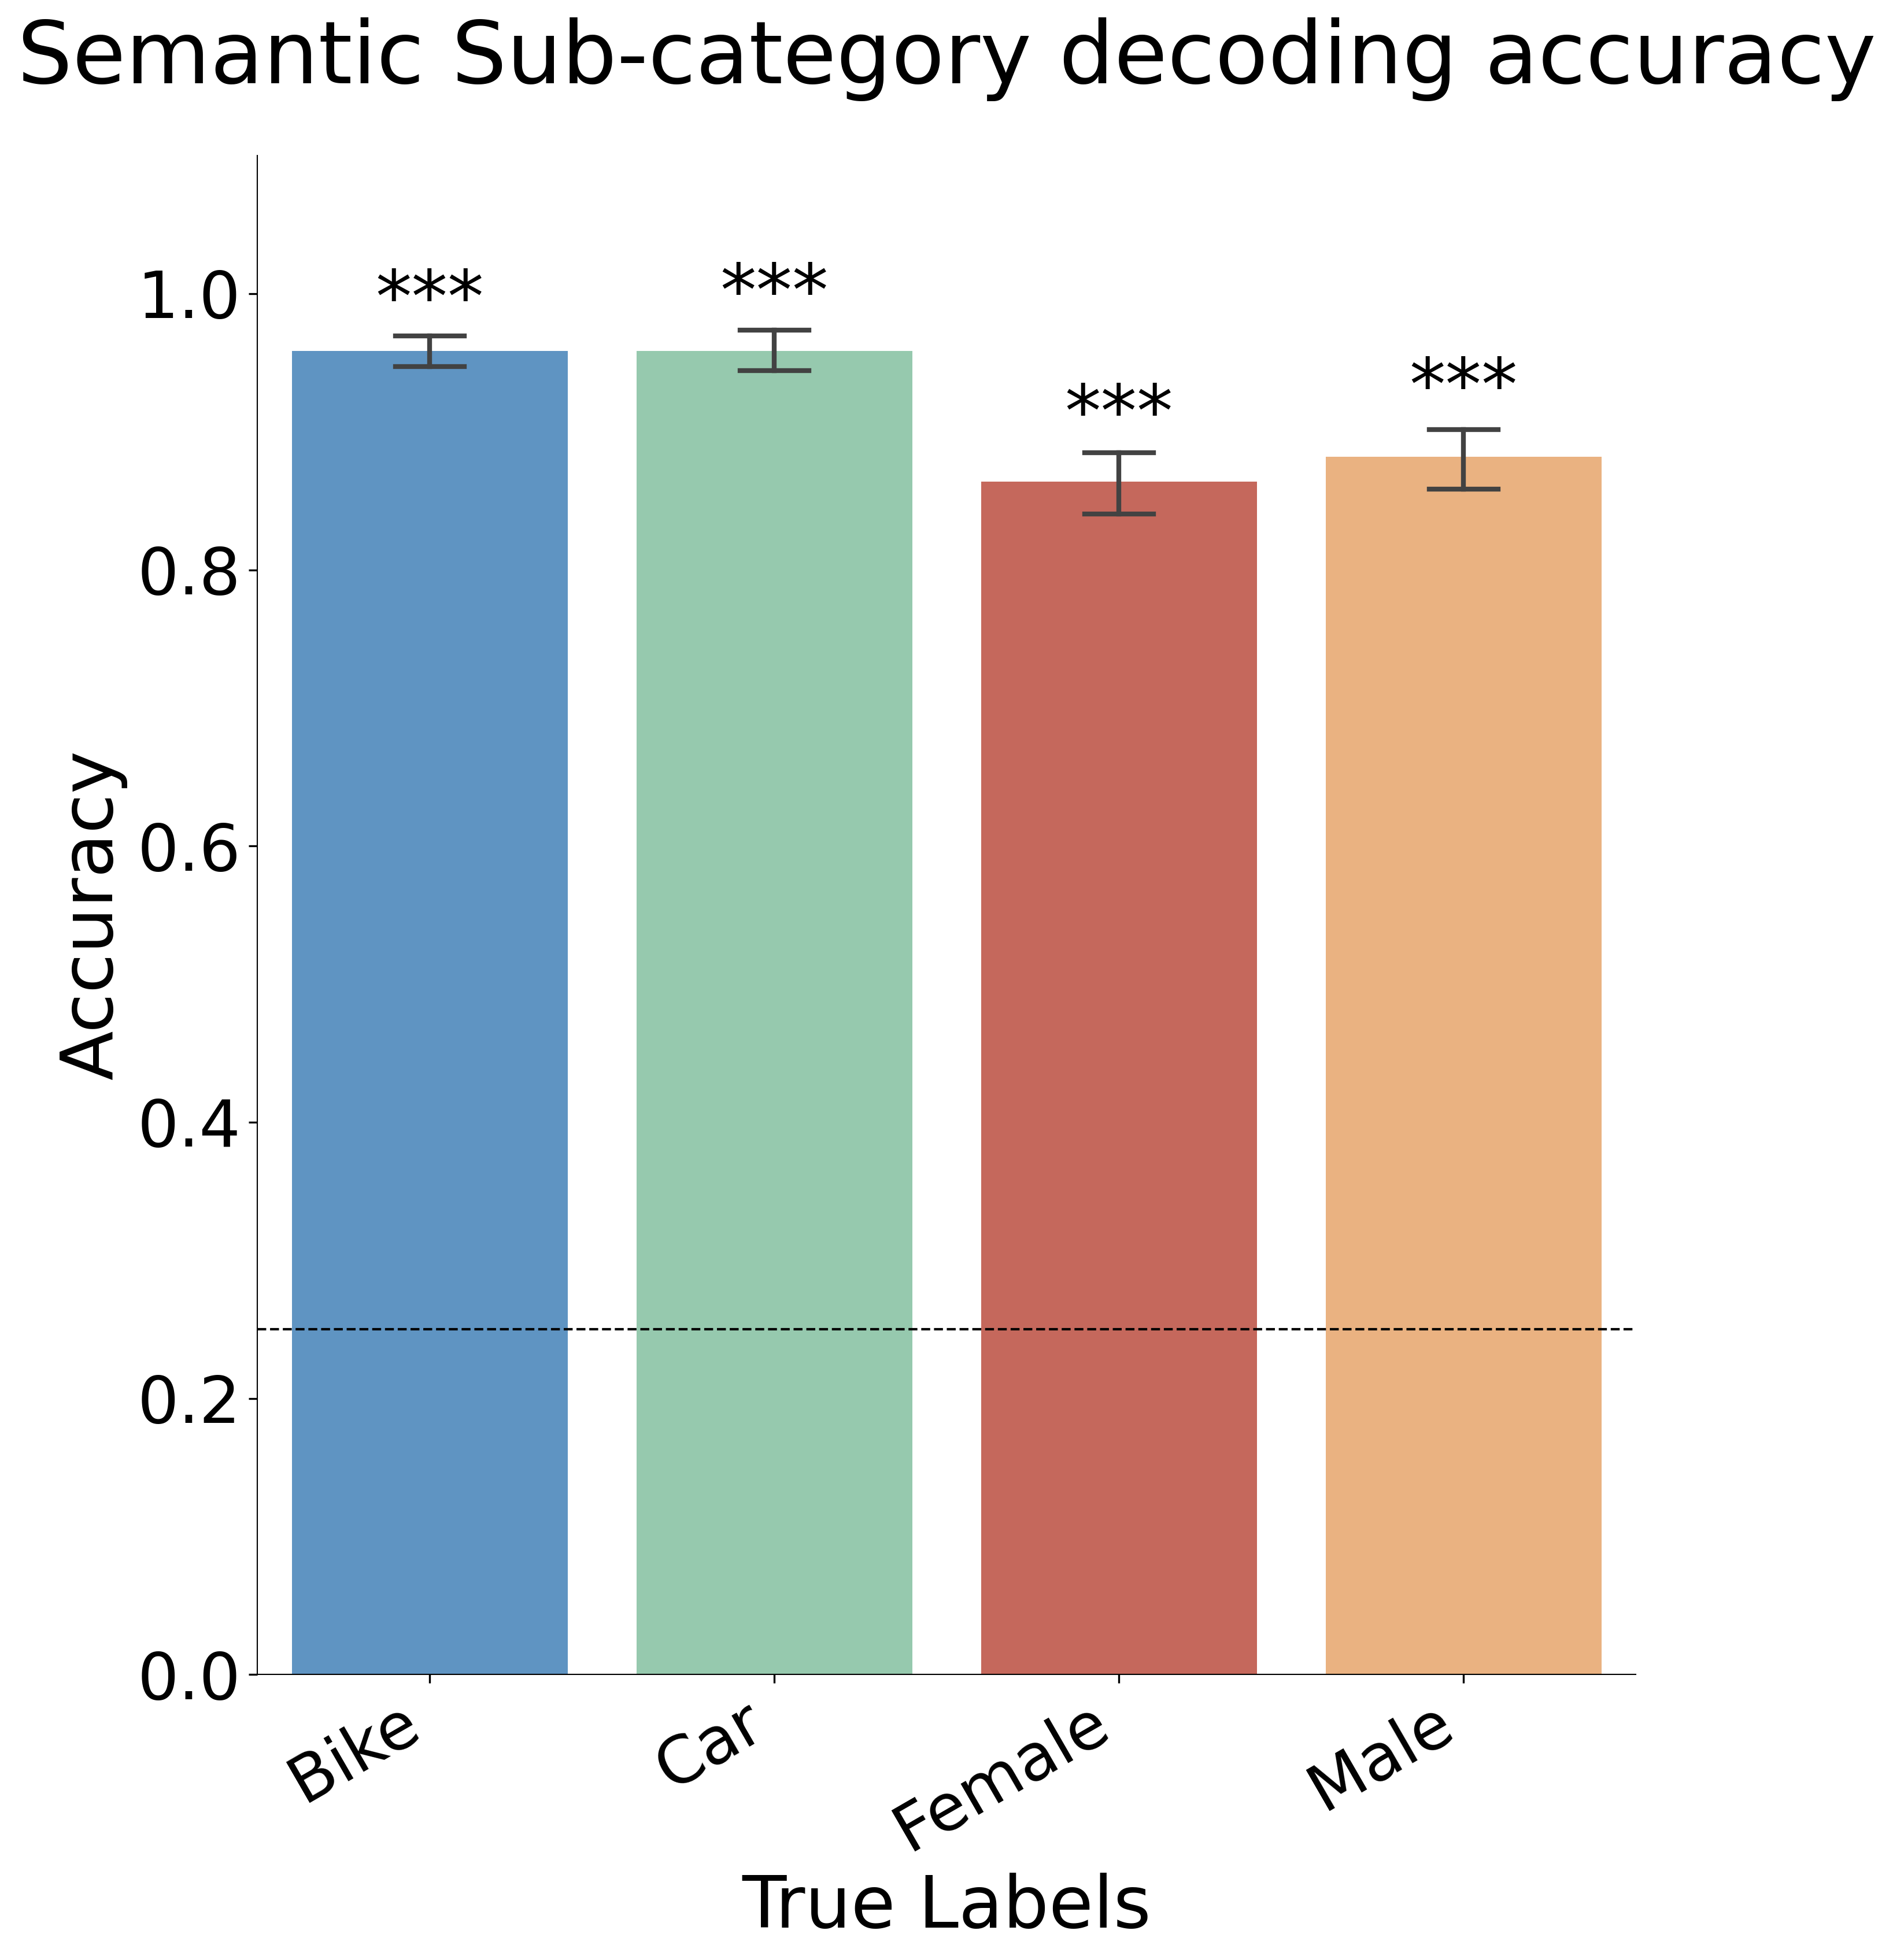 Semantic Sub-category decoding accuracy
***
***
***
***
1.0
0.8
0.6
0.4
0.2
0.0
Accuracy
Bike
Car
Female
Male
True Labels